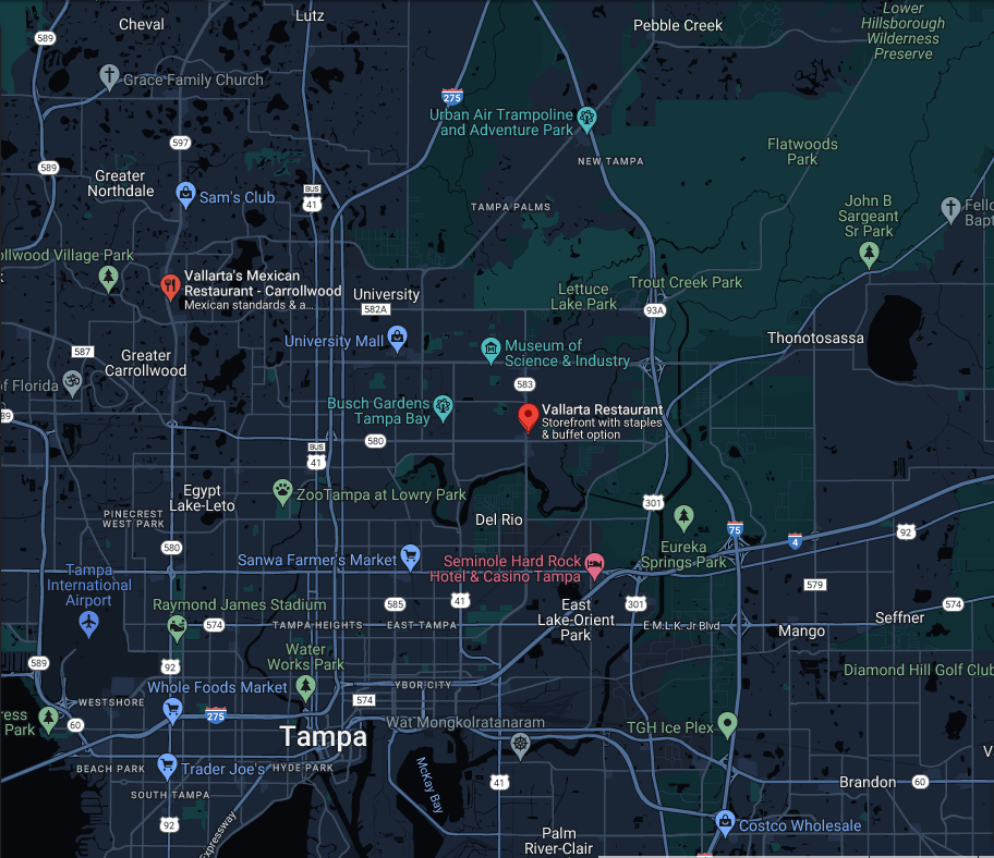 Lutz
Cheval
Pebble Creek
Lower
Hillsborough
Wilderness
Preserve
589
Grace Family Church
275
Urban Air Trampoline
and Adventure Park
597
NEW TAMPA
Flatwoods
Park
589
Greater
Northdale
Sam's Club
BUS
41
TAMPA PALMS
John B
Sargeant
Sr Park
ollwood Village Park
Vallarta's Mexican
Restaurant - Carrollwood
Mexican standards & a...
University
582A
Lettuce
Lake Park
Trout Creek Park
93A
University Mall
Museum of
Science & Industry
Thonotosassa
587
Greater
Carrollwood
of Florida
583
Busch Gardens
Tampa Bay
Vallarta Restaurant
Storefront with staples
& buffet option
580
BUS
41
Egypt
Lake-Leto
ZooTampa at Lowry Park
301
PINECREST
WEST PARK
Del Rio
75
4
92
580
Sanwa Farmer's Market
Seminole Hard Rock
Hotel & Casino Tampa
Eureka
Springs Park
Tampa
International
Airport
579
Raymond James Stadium
585
41
301
574
574
TAMPA HEIGHTS
EAST TAMPA
East
Lake-Orient
Park
E M.L.K. Jr Blvd
Mango
Seffner
Water
Works Park
589
92
Diamond Hill Golf Club
Whole Foods Market
YBOR CITY
574
WESTSHORE
275
ress
Park
60
Wat Mongkolratanaram
TGH Ice Plex
Tampa
BEACH PARK
Trader Joe's
HYDE PARK
McKay Bay
41
Brandon
60
SOUTH TAMPA
92
Expressway
Palm
River-Clair
Costco Wholesale